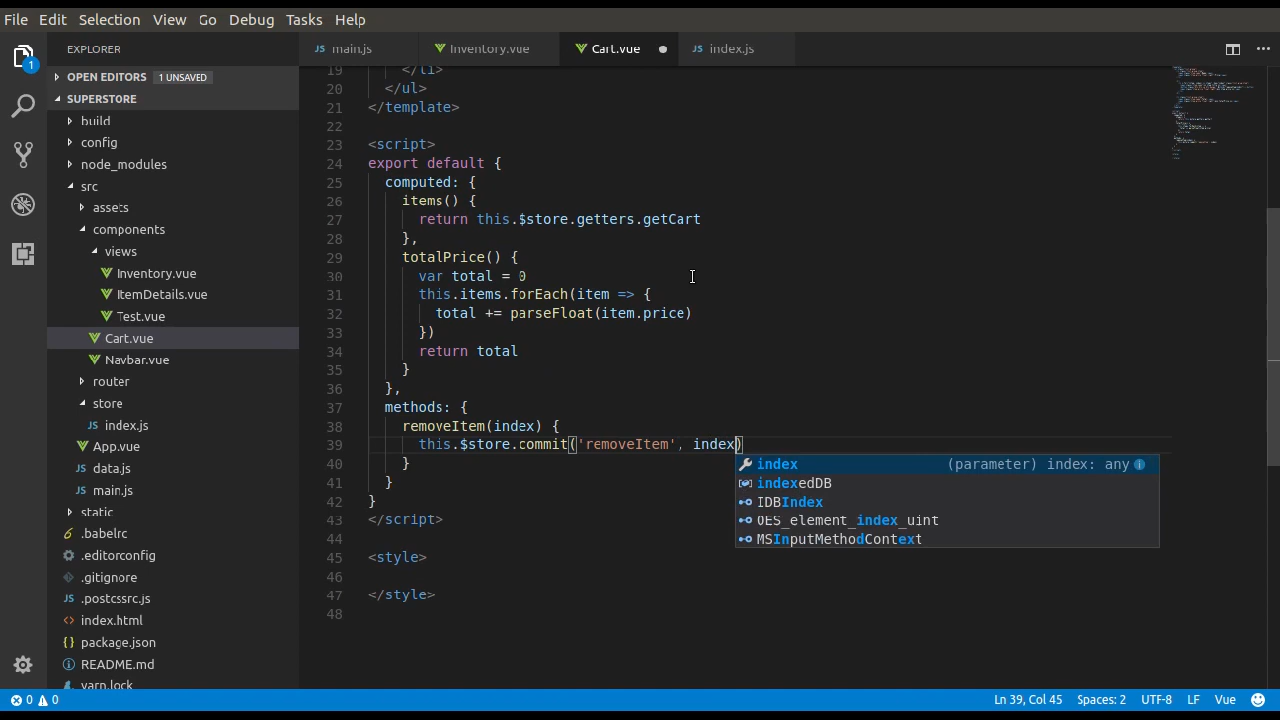 File Edit Selection View Go Debug Tasks Help
EXPLORER
main.js
Inventory.vue
Cart.vue
index.js
1
OPEN EDITORS 1 UNSAVED
SUPERSTORE
build
config
node_modules
src
assets
components
views
Inventory.vue
ItemDetails.vue
Test.vue
Cart.vue
Navbar.vue
router
store
JS index.js
App.vue
JS data.js
JS main.js
static
.babelrc
.editorconfig
.gitignore
JS .postcssrc.js
index.html
package.json
README.md
yarn.lock
19 </li>
20 </ul>
21 </template>
22
23 <script>
24 export default {
25 computed: {
26 items() {
27 return this.$store.getters.getCart
28 },
29 totalPrice() {
30 var total = 0
31 this.items.forEach(item => {
32 total += parseFloat(item.price)
33 })
34 return total
35 }
36 },
37 methods: {
38 removeItem(index) {
39 this.$store.commit('removeItem', index)
40 }
41 }
42 }
43 </script>
44
45 <style>
46
47 </style>
48
index (parameter) index: any
indexedDB
IDBIndex
OES_element_index_uint
MSInputMethodContext
0 0 Ln 39, Col 45 Spaces: 2 UTF-8 LF Vue